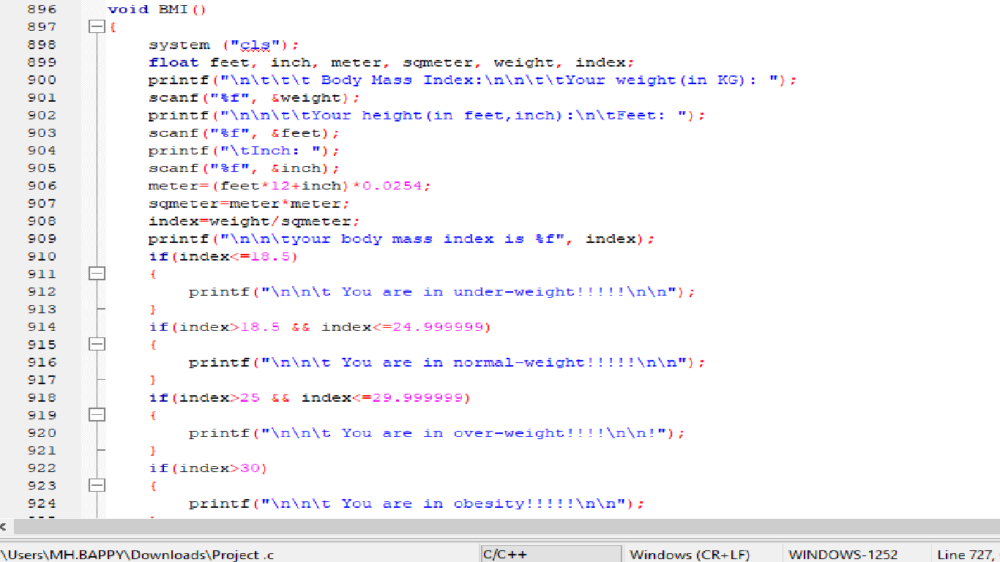 896 void BMI()
897 {
898 system ("cls");
899 float feet, inch, meter, sqmeter, weight, index;
900 printf("\n\t\t\t Body Mass Index:\n\n\t\tYour weight(in KG): ");
901 scanf("%f", &weight);
902 printf("\n\n\t\tYour height(in feet,inch):\n\tFeet: ");
903 scanf("%f", &feet);
904 printf("\tInch: ");
905 scanf("%f", &inch);
906 meter=(feet*12+inch)*0.0254;
907 sqmeter=meter*meter;
908 index=weight/sqmeter;
909 printf("\n\n\tyour body mass index is %f", index);
910 if(index<=18.5)
911 {
912 printf("\n\n\t You are in under-weight!!!!!\n\n");
913 }
914 if(index>18.5 && index<=24.999999)
915 {
916 printf("\n\n\t You are in normal-weight!!!!!\n\n");
917 }
918 if(index>25 && index<=29.999999)
919 {
920 printf("\n\n\t You are in over-weight!!!!\n\n!");
921 }
922 if(index>30)
923 {
924 printf("\n\n\t You are in obesity!!!!!\n\n");
\Users\MH.BAPPY\Downloads\Project .c C/C++ Windows (CR+LF) WINDOWS-1252 Line 727,